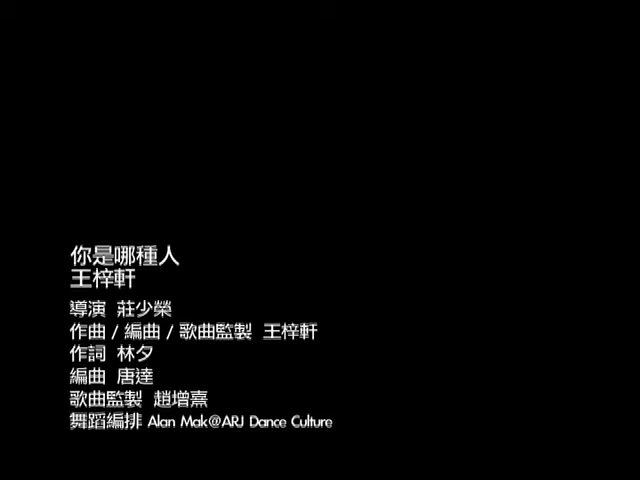 你是哪種人
王梓軒
導演 莊少榮
作曲 / 編曲 / 歌曲監製 王梓軒
作詞 林夕
編曲 唐達
歌曲監製 趙增熹
舞蹈編排 Alan Mak@ARJ Dance Culture